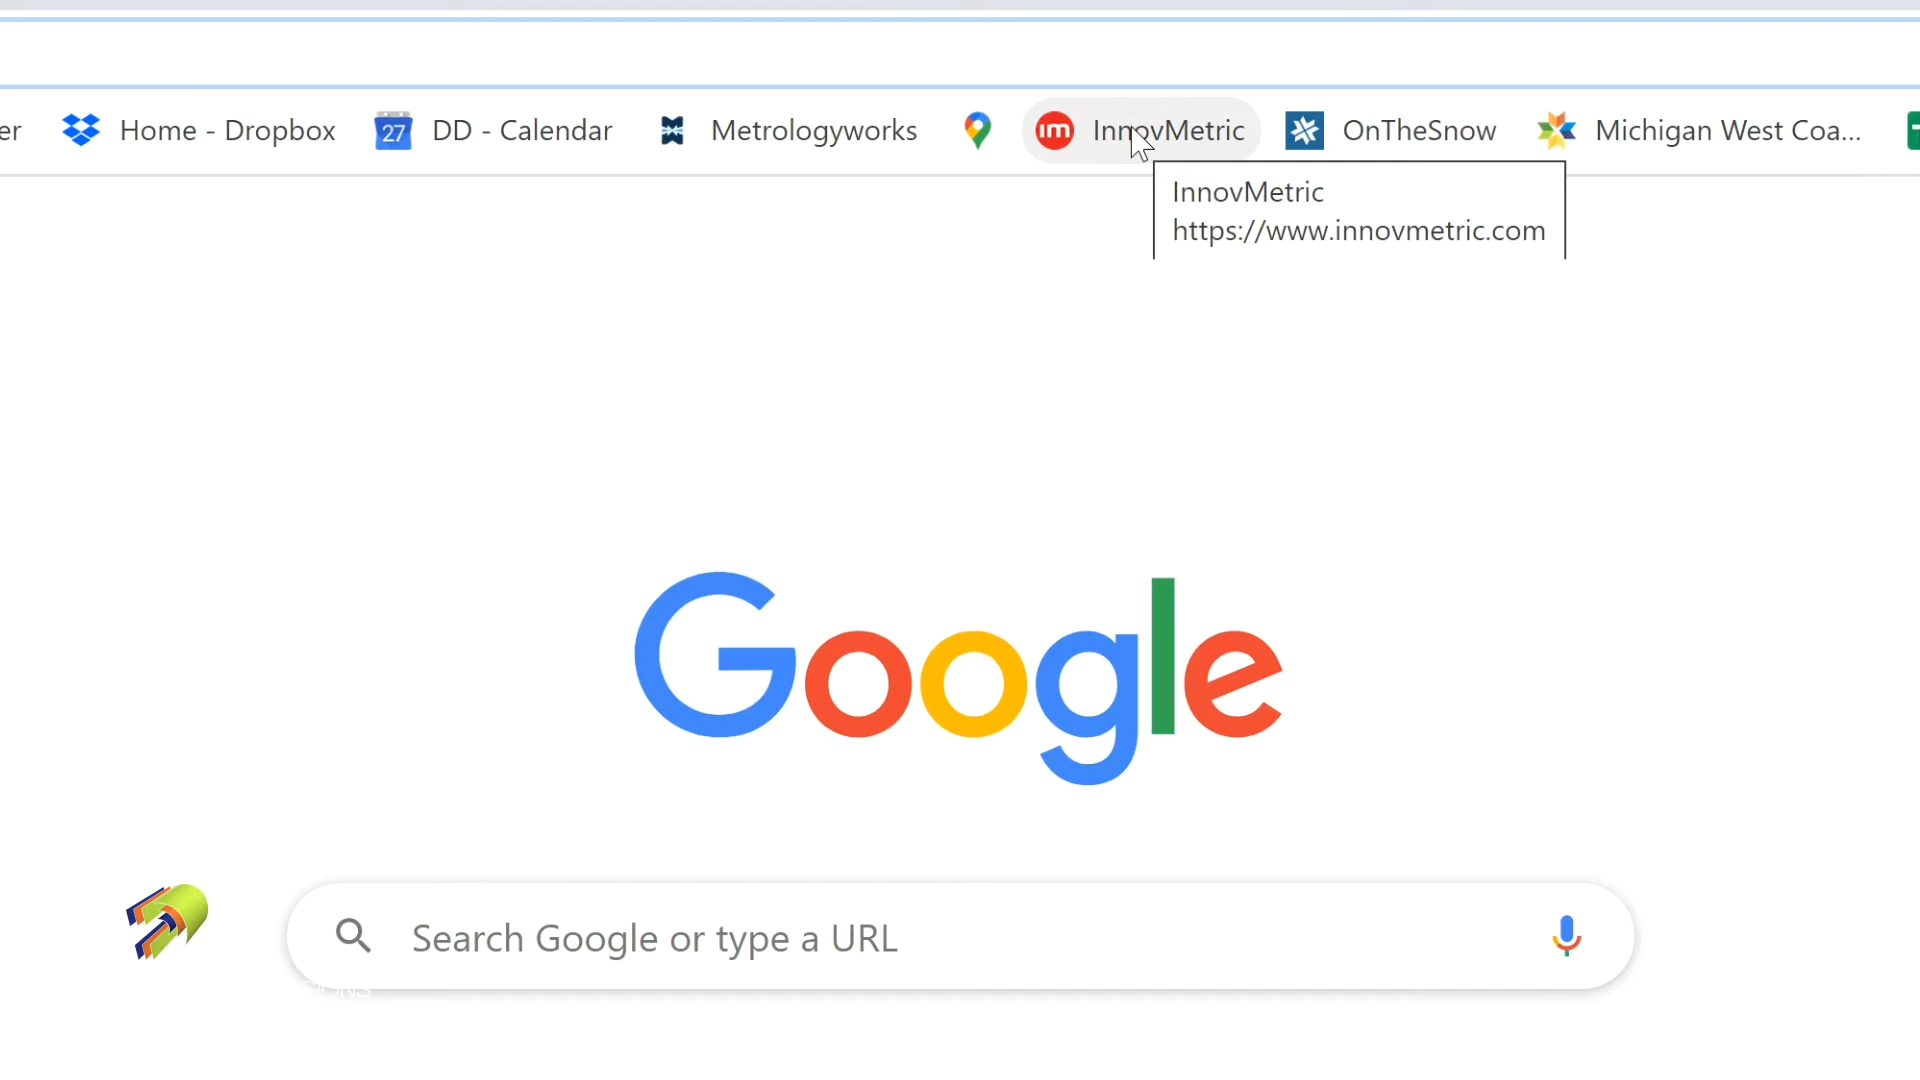 er Home - Dropbox 27 DD - Calendar Metrologyworks im InnovMetric OnTheSnow Michigan West Coa...
InnovMetric
https://www.innovmetric.com
Google
Search Google or type a URL